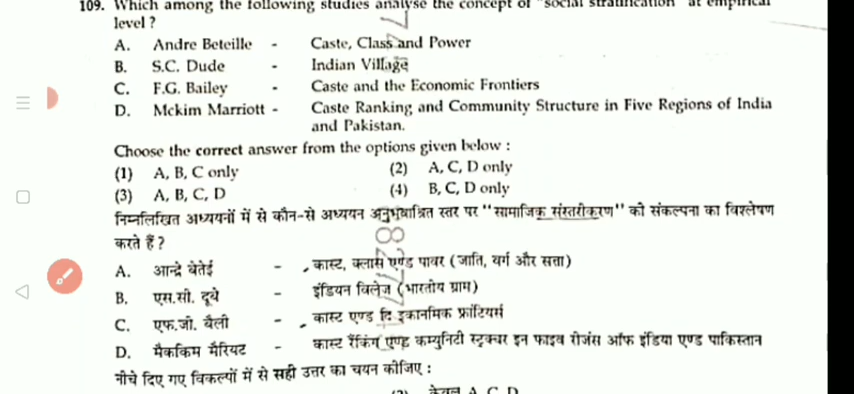 109. Which among the following studies analyse the concept of "social stratification" at empirical
level ?
A. Andre Beteille - Caste, Class and Power
B. S.C. Dude - Indian Village
C. F.G. Bailey - Caste and the Economic Frontiers
D. Mckim Marriott - Caste Ranking and Community Structure in Five Regions of India
and Pakistan.
Choose the correct answer from the options given below :
(1) A, B, C only (2) A, C, D only
(3) A, B, C, D (4) B, C, D only
निम्नलिखित अध्ययनों में से कौन-से अध्ययन अनुभवाश्रित स्तर पर "सामाजिक संस्तरीकरण" की संकल्पना का विश्लेषण
करते हैं ?
A. आन्द्रे बेतेई - कास्ट, क्लास एण्ड पावर (जाति, वर्ग और सत्ता)
B. एस.सी. दूबे - इंडियन विलेज (भारतीय ग्राम)
C. एफ.जी. बैली - कास्ट एण्ड दि इकानमिक फ्रांटियर्स
D. मैककिम मैरियट - कास्ट रैंकिंग एण्ड कम्युनिटी स्ट्रक्चर इन फाइव रीजंस ऑफ इंडिया एण्ड पाकिस्तान
नीचे दिए गए विकल्पों में से सही उत्तर का चयन कीजिए :
केवल A, C, D